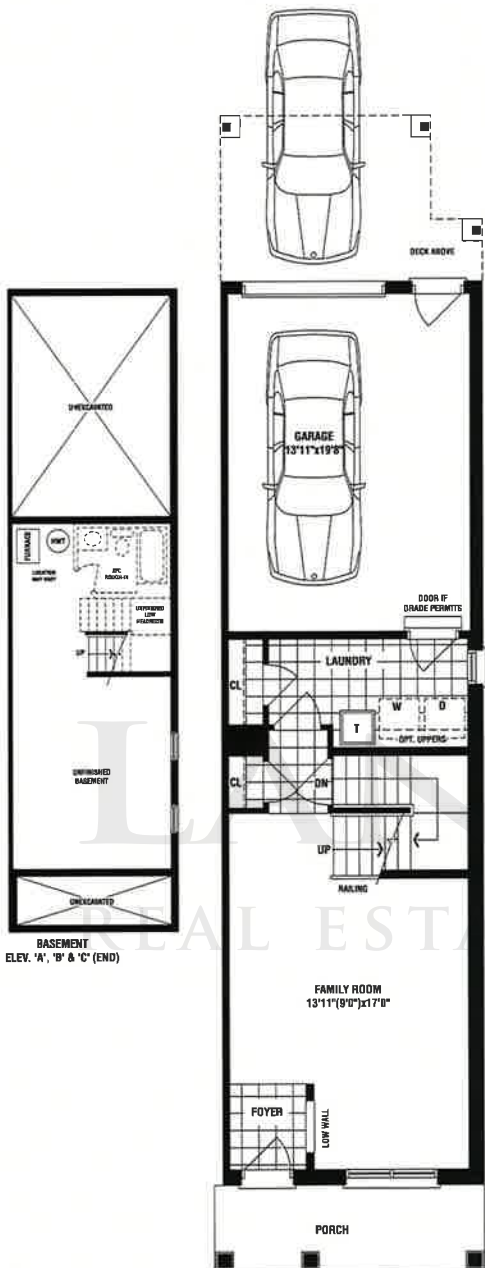 DECK ABOVE
GARAGE
13'11"x19'8"
DOOR IF
GRADE PERMITS
LAUNDRY
CL
W
D
T
OPT. UPPERS
CL
DN
UP
RAILING
FAMILY ROOM
13'11"(9'0")x17'0"
FOYER
LOW WALL
PORCH
UNEXCAVATED
FURNACE
HWT
LOCATION
MAY VARY
3PC
ROUGH-IN
UNFINISHED
LOW
HEADROOM
UP
UNFINISHED
BASEMENT
UNEXCAVATED
BASEMENT
ELEV. 'A', 'B' & 'C' (END)
LAN
REAL ESTA